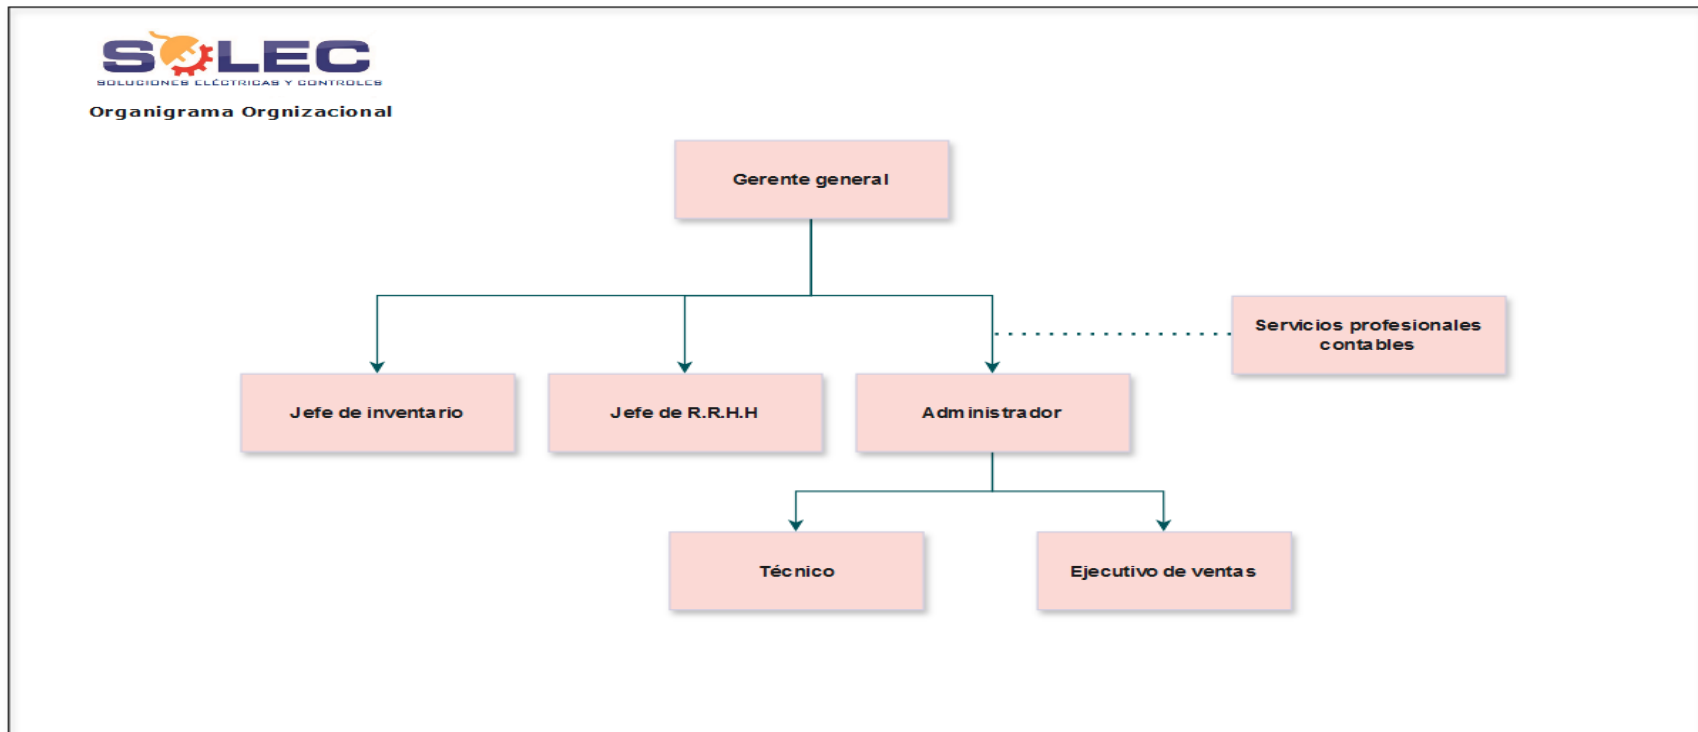 SOLEC
SOLUCIONES ELÉCTRICAS Y CONTROLES
Organigrama Orgnizacional
Gerente general
Servicios profesionales
contables
Jefe de inventario
Jefe de R.R.H.H
Administrador
Técnico
Ejecutivo de ventas